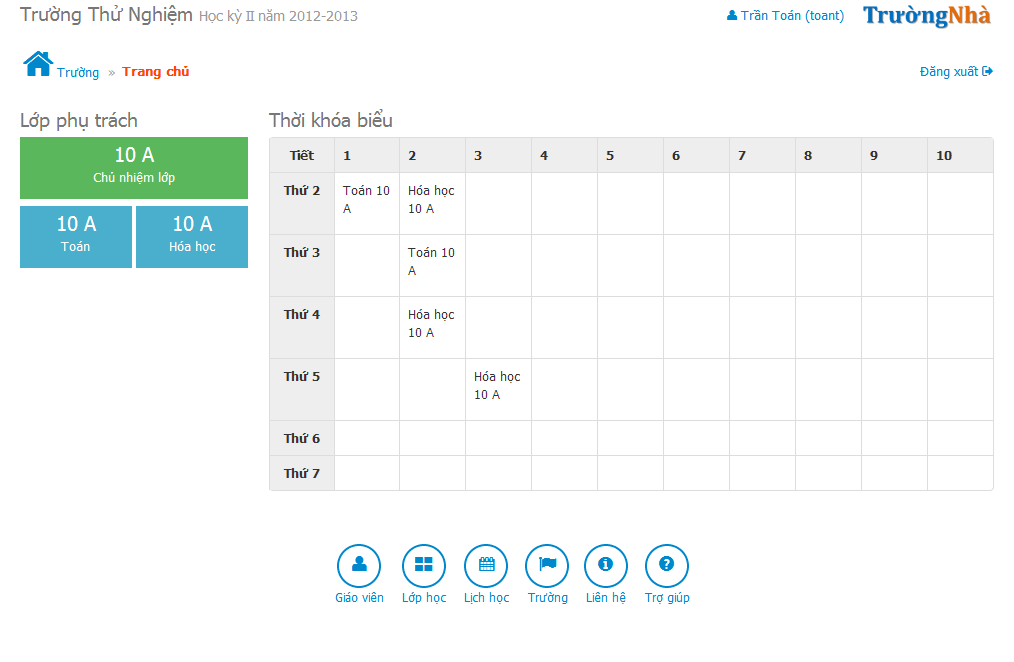 Trường Thử Nghiệm Học kỳ II năm 2012-2013
Trần Toán (toant)
TrườngNhà
Trường » Trang chủ
Đăng xuất
Lớp phụ trách
10 A
Chủ nhiệm lớp
10 A
Toán
10 A
Hóa học
Thời khóa biểu
Tiết 1 2 3 4 5 6 7 8 9 10
Thứ 2 Toán 10 Hóa học
A 10 A
Thứ 3 Toán 10
A
Thứ 4 Hóa học
10 A
Thứ 5 Hóa học
10 A
Thứ 6
Thứ 7
Giáo viên Lớp học Lịch học Trường Liên hệ Trợ giúp